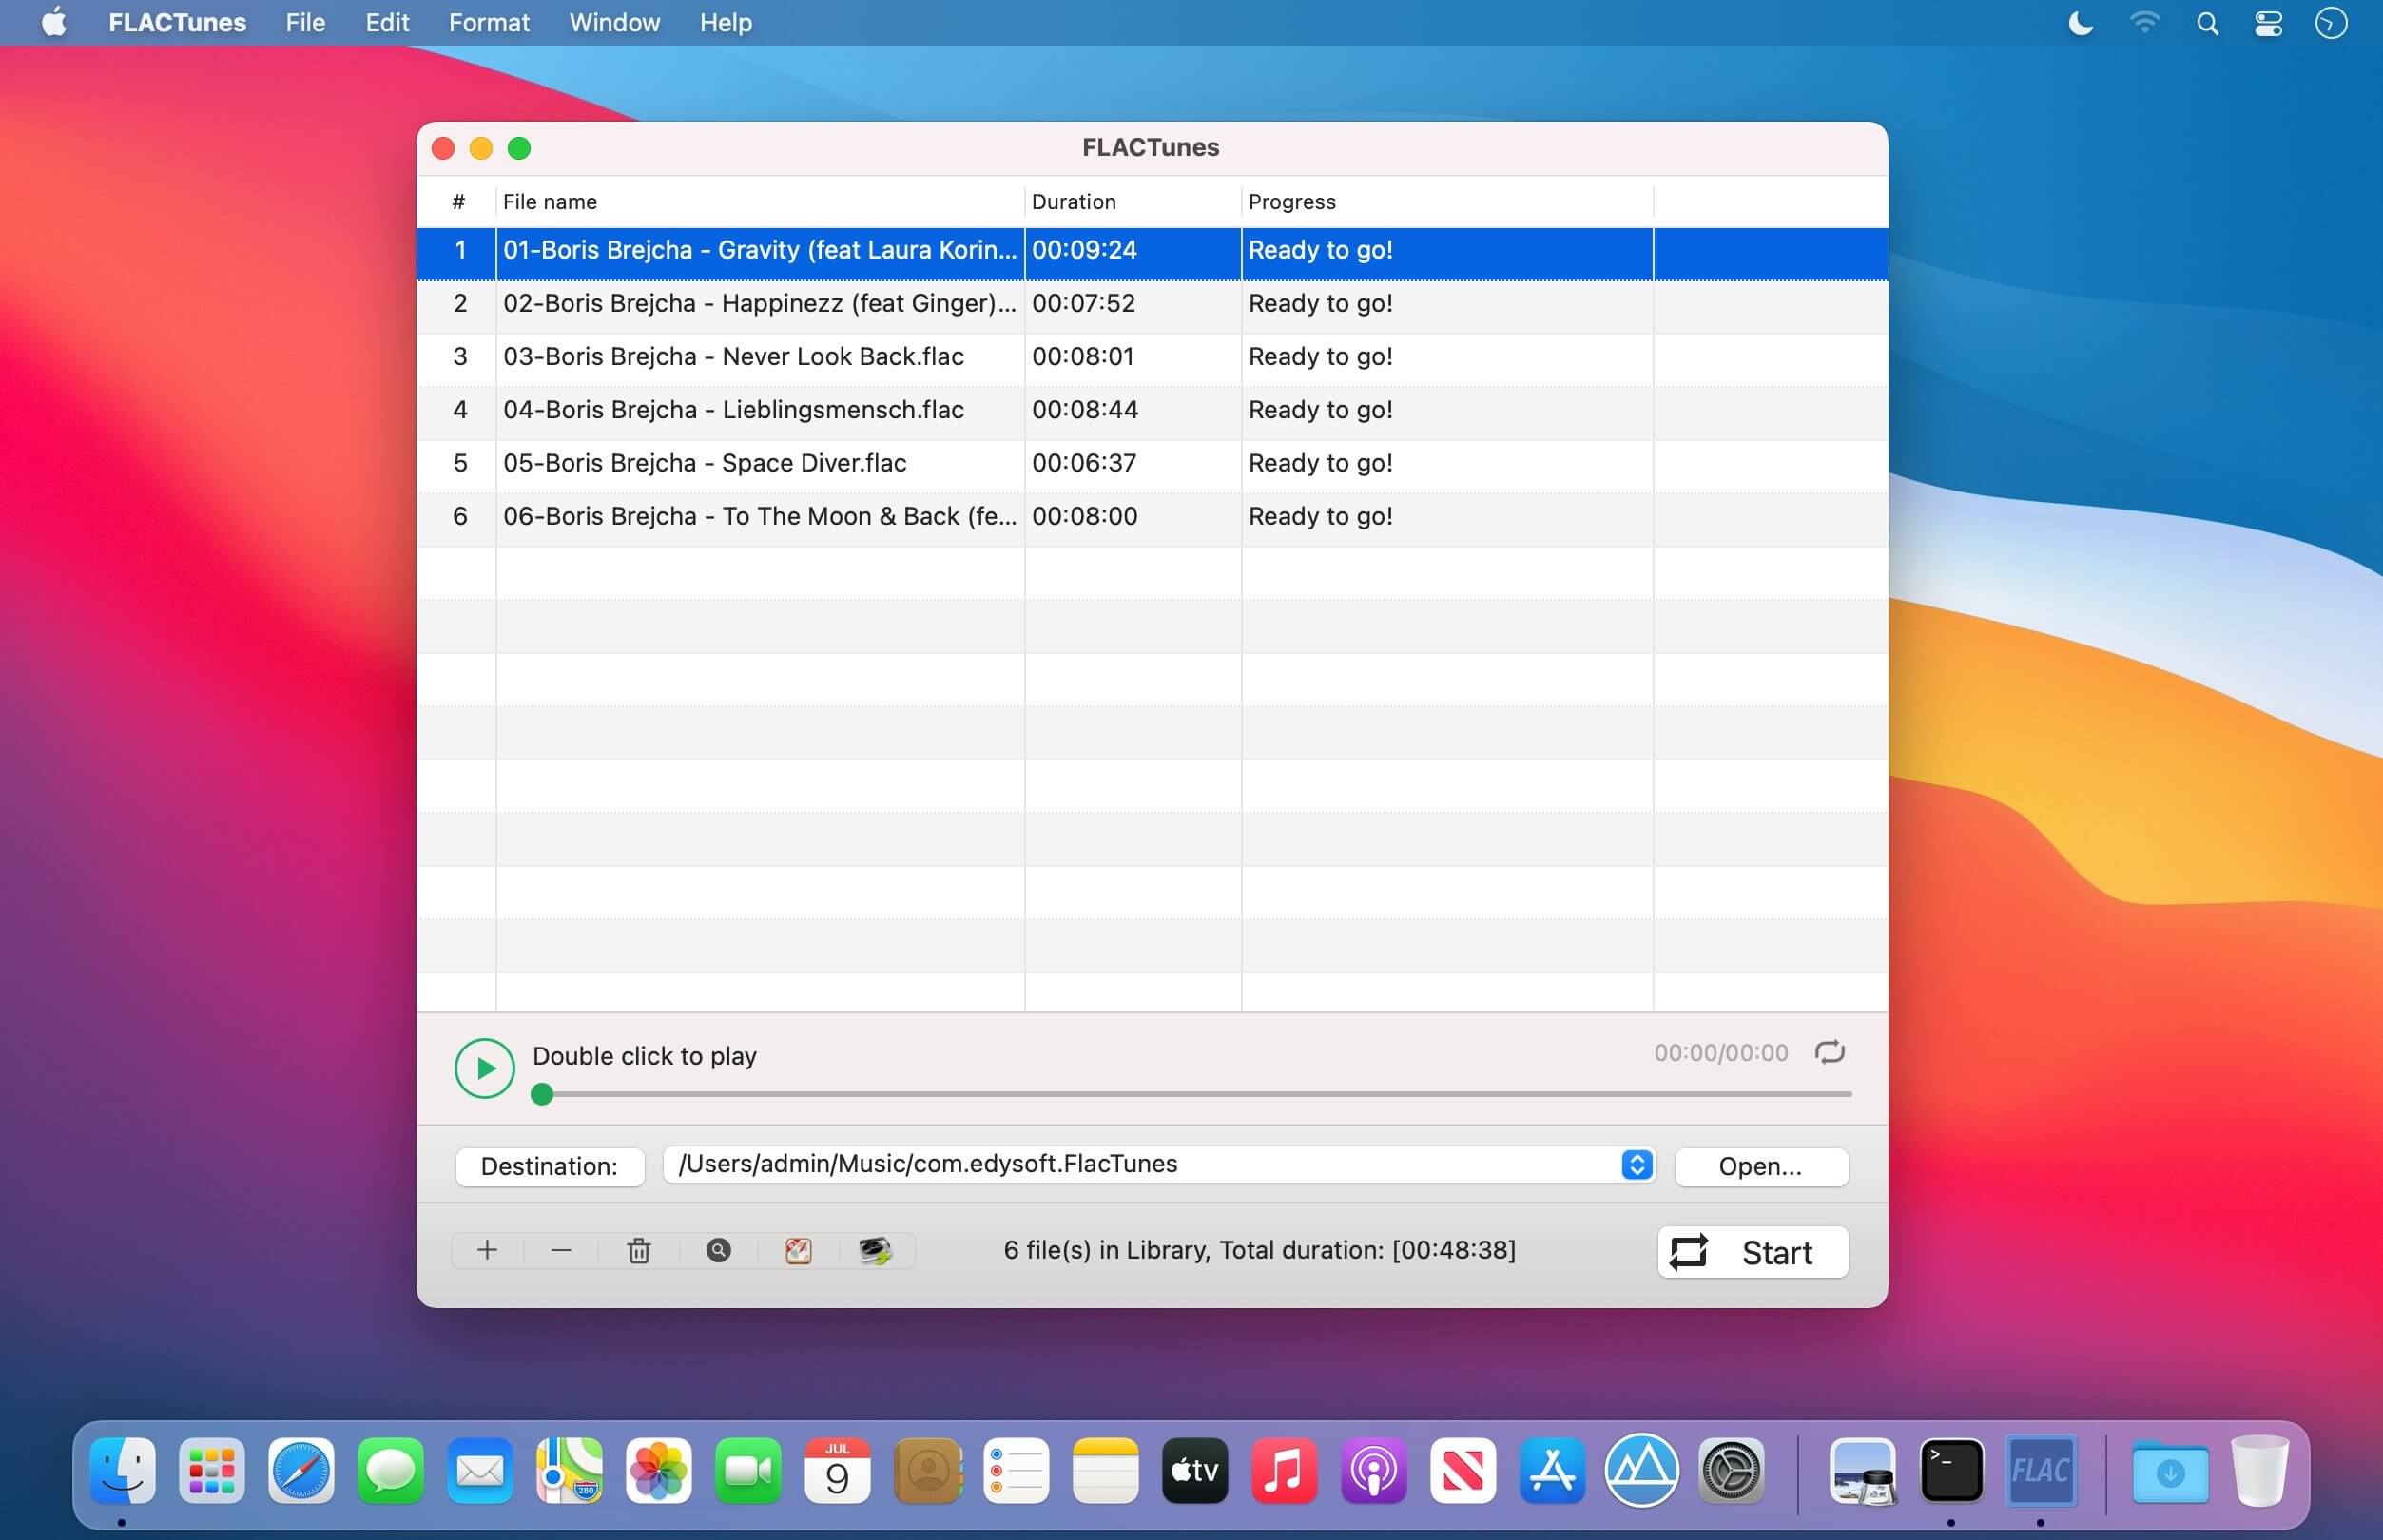 FLACTunes File Edit Format Window Help
FLACTunes
# File name Duration Progress
1 01-Boris Brejcha - Gravity (feat Laura Korin... 00:09:24 Ready to go!
2 02-Boris Brejcha - Happinezz (feat Ginger)... 00:07:52 Ready to go!
3 03-Boris Brejcha - Never Look Back.flac 00:08:01 Ready to go!
4 04-Boris Brejcha - Lieblingsmensch.flac 00:08:44 Ready to go!
5 05-Boris Brejcha - Space Diver.flac 00:06:37 Ready to go!
6 06-Boris Brejcha - To The Moon & Back (fe... 00:08:00 Ready to go!
Double click to play 00:00/00:00
Destination: /Users/admin/Music/com.edysoft.FlacTunes Open...
6 file(s) in Library, Total duration: [00:48:38] Start
280 JUL 9 tv >_ FLAC